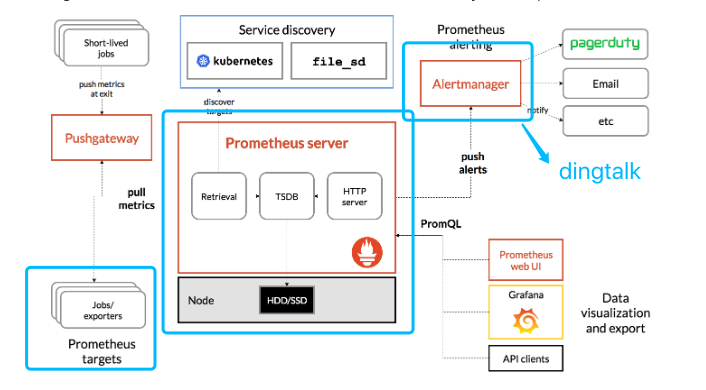 Short-lived
jobs
push metrics
at exit
Pushgateway
pull
metrics
Jobs/
exporters
Prometheus
targets
Service discovery
kubernetes
file_sd
discover
targets
Prometheus server
Retrieval
TSDB
HTTP
server
Node
HDD/SSD
Prometheus
alerting
Alertmanager
pagerduty
Email
etc
notify
dingtalk
push
alerts
PromQL
Prometheus
web UI
Grafana
API clients
Data
visualization
and export